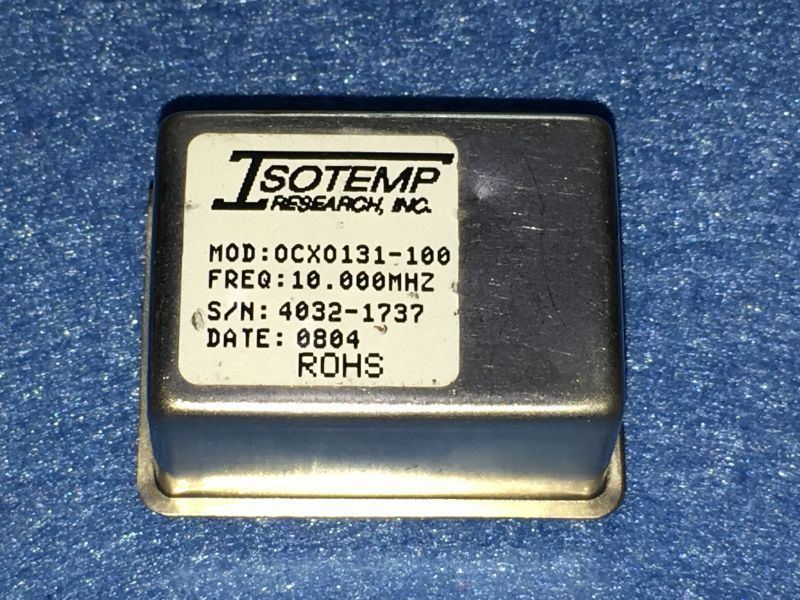 ISOTEMP
RESEARCH, INC.
MOD:OCXO131-100
FREQ:10.000MHZ
S/N: 4032-1737
DATE: 0804
ROHS